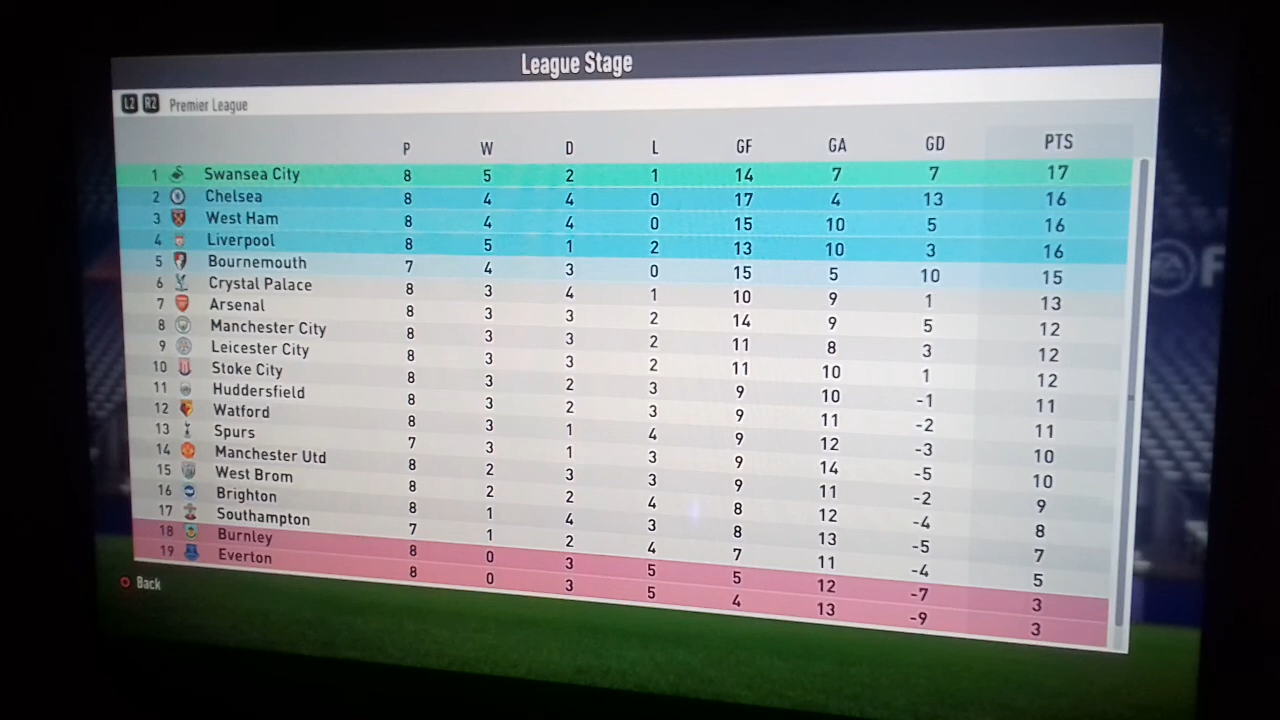 League Stage
L2 R2 Premier League
P W D L GF GA GD PTS
1 Swansea City 8 5 2 1 14 7 7 17
2 Chelsea 8 4 4 0 17 4 13 16
3 West Ham 8 4 4 0 15 10 5 16
4 Liverpool 8 5 1 2 13 10 3 16
5 Bournemouth 7 4 3 0 15 5 10 15
6 Crystal Palace 8 3 4 1 10 9 1 13
7 Arsenal 8 3 3 2 14 9 5 12
8 Manchester City 8 3 3 2 11 8 3 12
9 Leicester City 8 3 3 2 11 10 1 12
10 Stoke City 8 3 2 3 9 10 -1 11
11 Huddersfield 8 3 2 3 9 11 -2 11
12 Watford 8 3 1 4 9 12 -3 10
13 Spurs 7 3 1 3 9 14 -5 10
14 Manchester Utd 8 2 3 3 9 11 -2 9
15 West Brom 8 2 2 4 8 12 -4 8
16 Brighton 8 1 4 3 8 13 -5 7
17 Southampton 7 1 2 4 7 11 -4 5
18 Burnley 8 0 3 5 5 12 -7 3
19 Everton 8 0 3 5 4 13 -9 3
Back
EA F